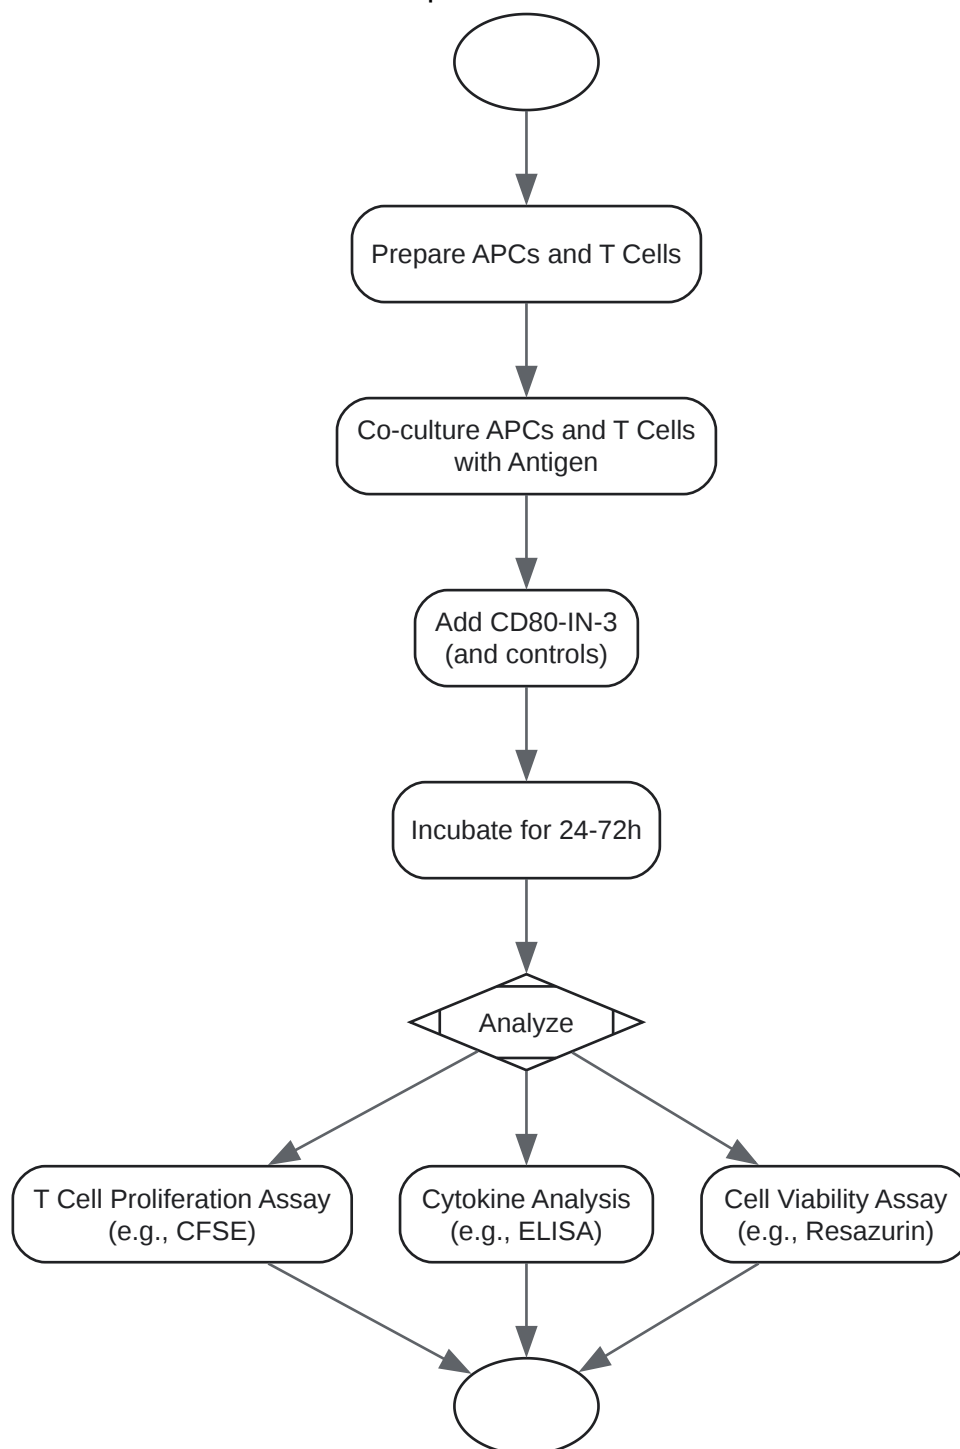 Prepare APCs and T Cells
Co-culture APCs and T Cells
with Antigen
Add CD80-IN-3
(and controls)
Incubate for 24-72h
Analyze
T Cell Proliferation Assay
(e.g., CFSE)
Cytokine Analysis
(e.g., ELISA)
Cell Viability Assay
(e.g., Resazurin)